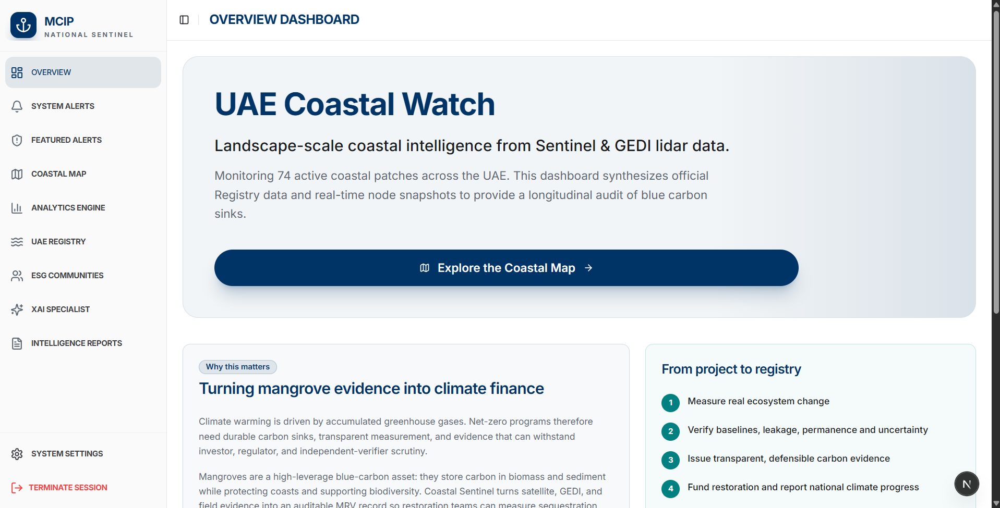 MCIP
NATIONAL SENTINEL
OVERVIEW
SYSTEM ALERTS
FEATURED ALERTS
COASTAL MAP
ANALYTICS ENGINE
UAE REGISTRY
ESG COMMUNITIES
XAI SPECIALIST
INTELLIGENCE REPORTS
SYSTEM SETTINGS
TERMINATE SESSION
OVERVIEW DASHBOARD
UAE Coastal Watch
Landscape-scale coastal intelligence from Sentinel & GEDI lidar data.
Monitoring 74 active coastal patches across the UAE. This dashboard synthesizes official
Registry data and real-time node snapshots to provide a longitudinal audit of blue carbon
sinks.
Explore the Coastal Map
Why this matters
Turning mangrove evidence into climate finance
Climate warming is driven by accumulated greenhouse gases. Net-zero programs therefore
need durable carbon sinks, transparent measurement, and evidence that can withstand
investor, regulator, and independent-verifier scrutiny.
Mangroves are a high-leverage blue-carbon asset: they store carbon in biomass and sediment
while protecting coasts and supporting biodiversity. Coastal Sentinel turns satellite, GEDI, and
field evidence into an auditable MRV record so restoration teams can measure sequestration
From project to registry
1 Measure real ecosystem change
2 Verify baselines, leakage, permanence and uncertainty
3 Issue transparent, defensible carbon evidence
4 Fund restoration and report national climate progress
N